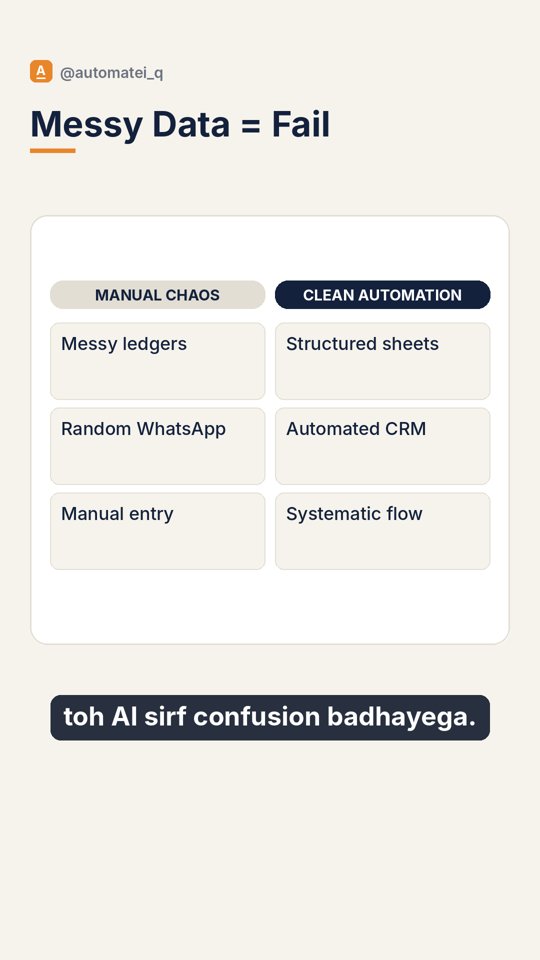 A
@automatei_q
Messy Data = Fail
MANUAL CHAOS
CLEAN AUTOMATION
Messy ledgers
Structured sheets
Random WhatsApp
Automated CRM
Manual entry
Systematic flow
toh AI sirf confusion badhayega.